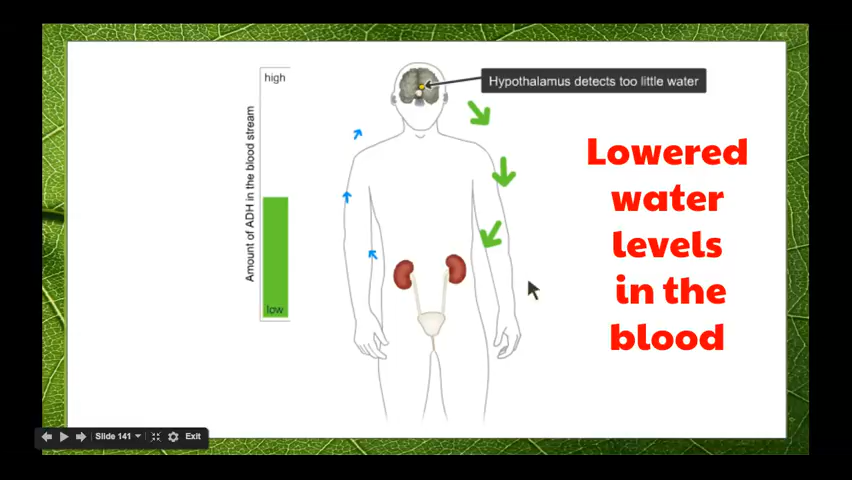 high
Hypothalamus detects too little water
Amount of ADH in the blood stream
low
Lowered
water
levels
in the
blood
Slide 141
Exit